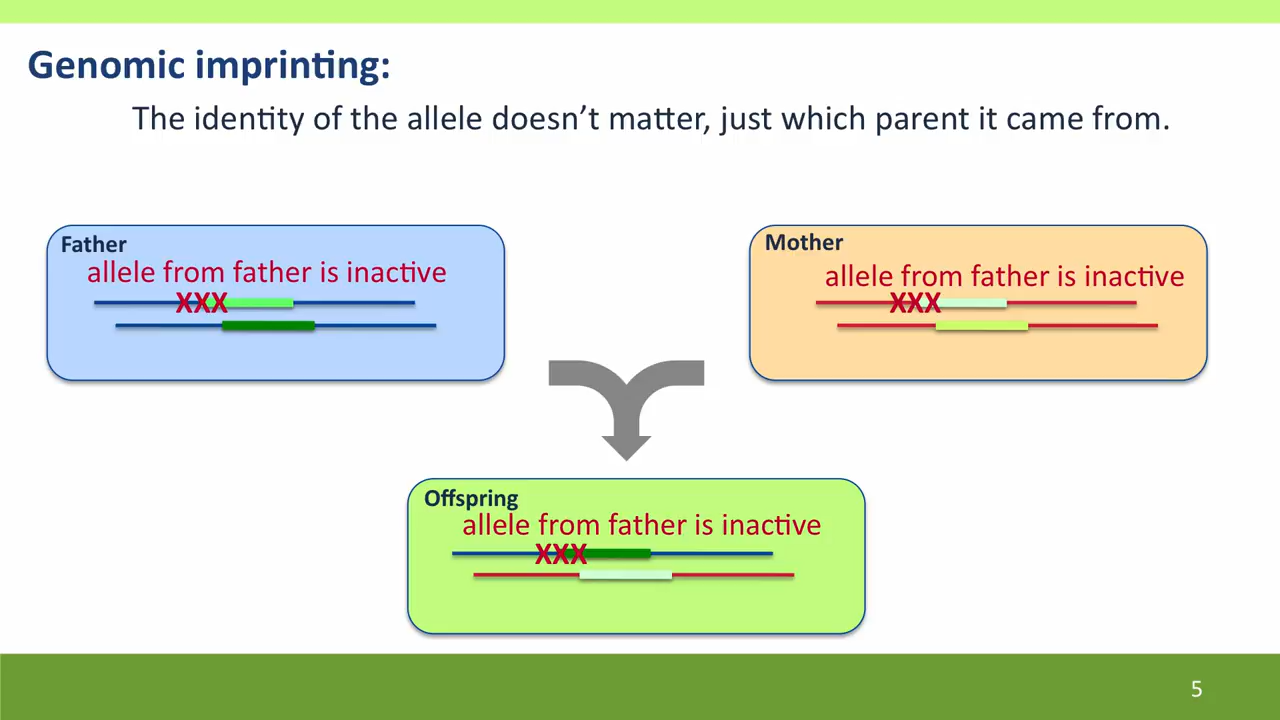 Genomic imprinting:
The identity of the allele doesn’t matter, just which parent it came from.
Father
allele from father is inactive
XXX
Mother
allele from father is inactive
XXX
Offspring
allele from father is inactive
XXX
5